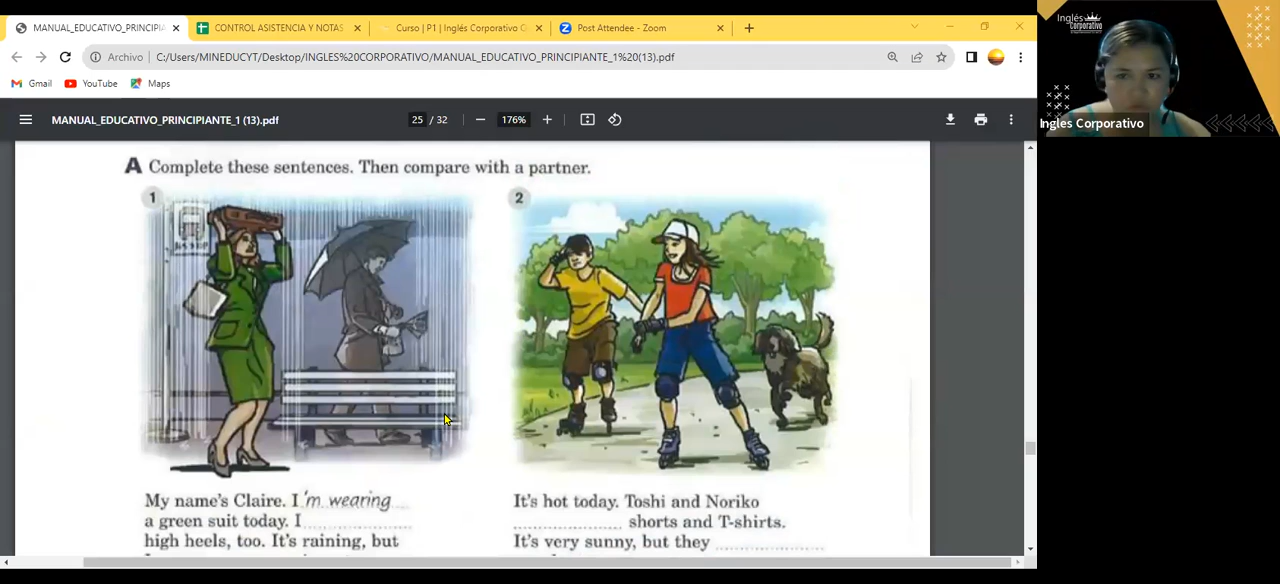 MANUAL_EDUCATIVO_PRINCIPIA
CONTROL ASISTENCIA Y NOTAS
Curso | P1 | Inglés Corporativo C
Post Attendee - Zoom
Archivo
C:/Users/MINEDUCYT/Desktop/INGLES%20CORPORATIVO/MANUAL_EDUCATIVO_PRINCIPIANTE_1%20(13).pdf
Gmail
YouTube
Maps
MANUAL_EDUCATIVO_PRINCIPIANTE_1 (13).pdf
25 / 32
176%
A Complete these sentences. Then compare with a partner.
1
2
My name's Claire. I 'm wearing
a green suit today. I
high heels, too. It's raining, but
It's hot today. Toshi and Noriko
shorts and T-shirts.
It's very sunny, but they
Inglés
Corporativo
Ingles Corporativo